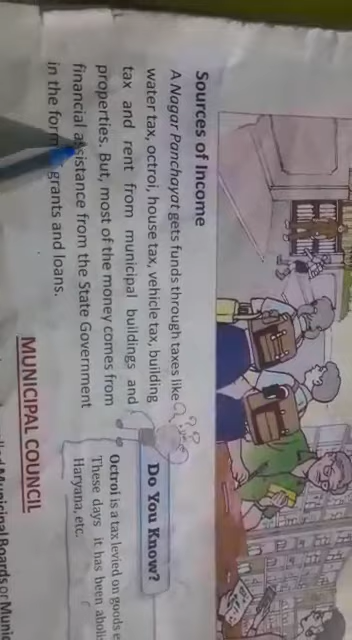 Sources of Income
A Nagar Panchayat gets funds through taxes like
water tax, octroi, house tax, vehicle tax, building
tax and rent from municipal buildings and
properties. But, most of the money comes from
financial assistance from the State Government
in the form grants and loans.
Do You Know?
Octroi is a tax levied on goods
These days it has been
Haryana, etc.
MUNICIPAL COUNCIL
Municipal Boards or